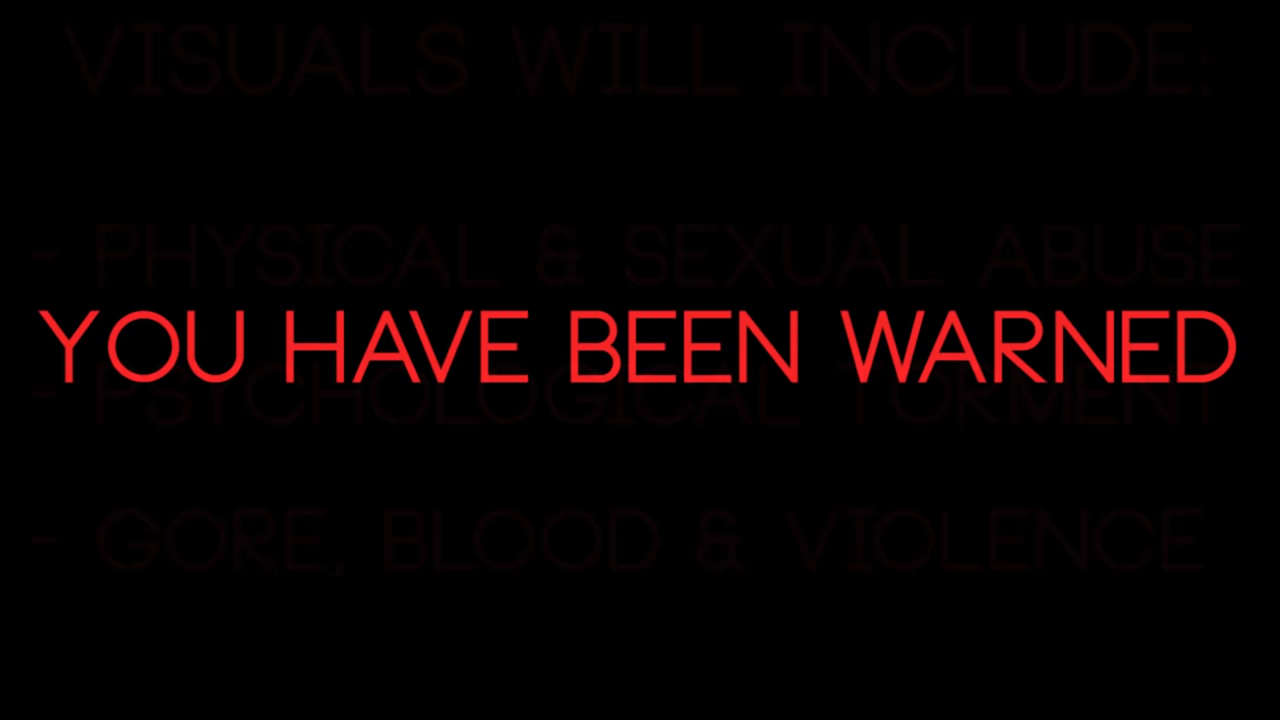 VISUALS WILL INCLUDE:
- PHYSICAL & SEXUAL ABUSE
YOU HAVE BEEN WARNED
- PSYCHOLOGICAL TORMENT
- GORE, BLOOD & VIOLENCE